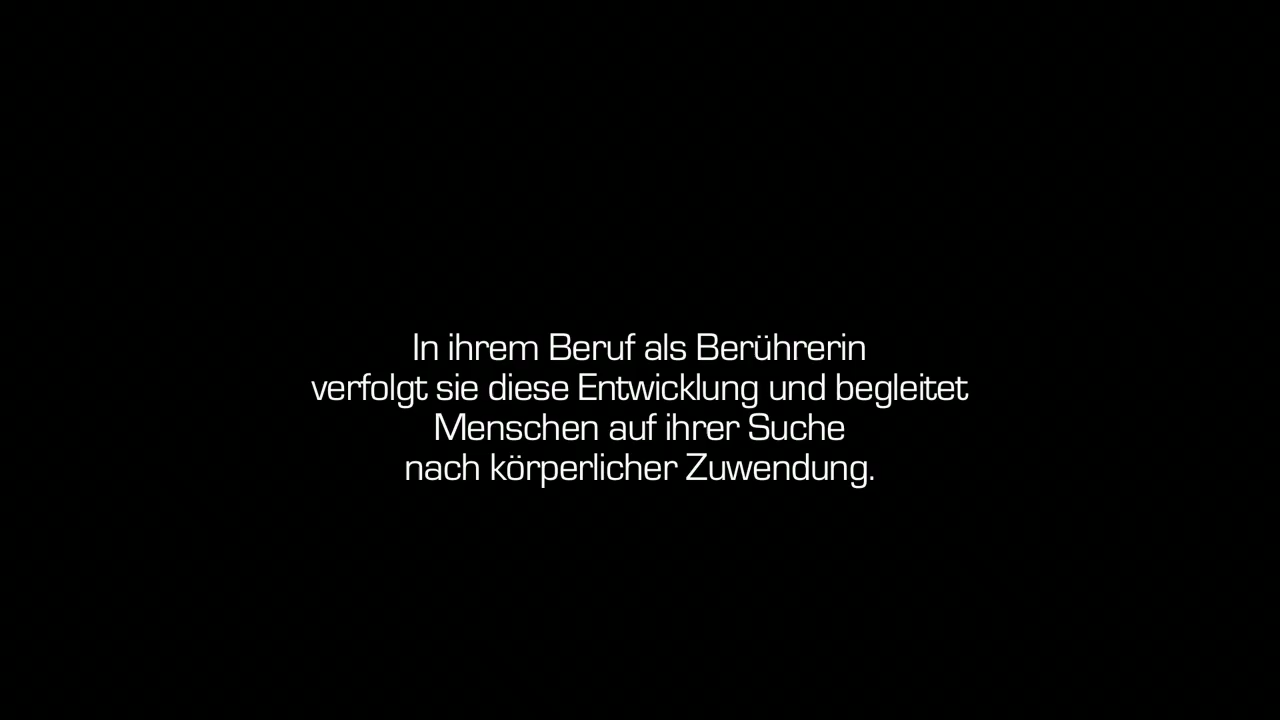 In ihrem Beruf als Berührerin
verfolgt sie diese Entwicklung und begleitet
Menschen auf ihrer Suche
nach körperlicher Zuwendung.